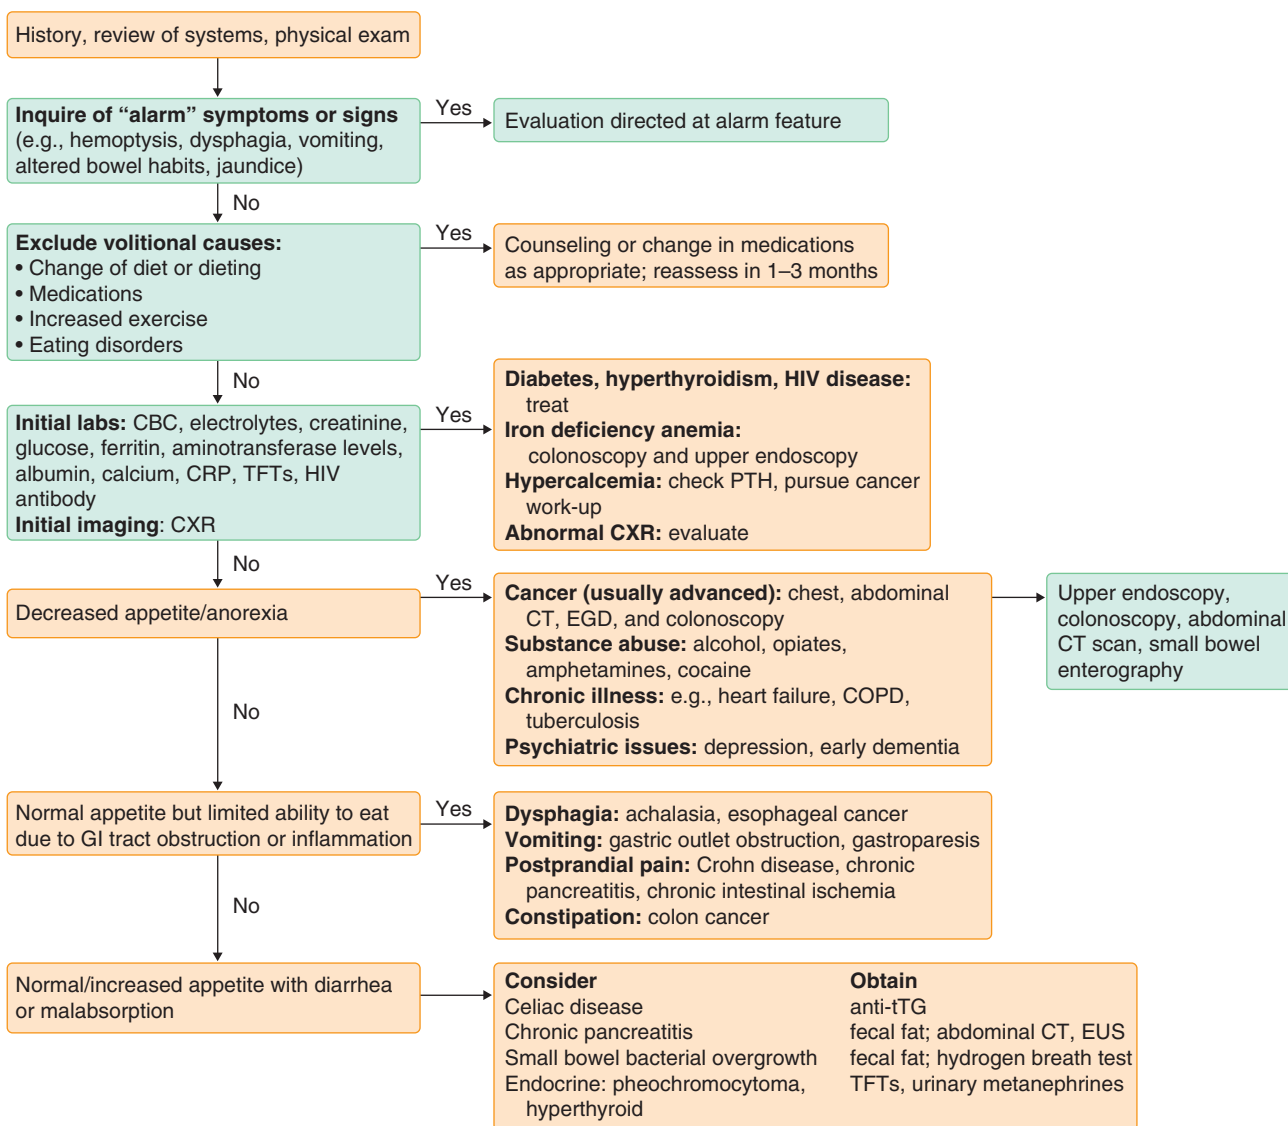 History, review of systems, physical exam
Inquire of “alarm” symptoms or signs
(e.g., hemoptysis, dysphagia, vomiting,
altered bowel habits, jaundice)
Yes
Evaluation directed at alarm feature
No
Exclude volitional causes:
• Change of diet or dieting
• Medications
• Increased exercise
• Eating disorders
Yes
Counseling or change in medications
as appropriate; reassess in 1–3 months
No
Initial labs: CBC, electrolytes, creatinine,
glucose, ferritin, aminotransferase levels,
albumin, calcium, CRP, TFTs, HIV
antibody
Initial imaging: CXR
Yes
Diabetes, hyperthyroidism, HIV disease:
treat
Iron deficiency anemia:
colonoscopy and upper endoscopy
Hypercalcemia: check PTH, pursue cancer
work-up
Abnormal CXR: evaluate
No
Decreased appetite/anorexia
Yes
Cancer (usually advanced): chest, abdominal
CT, EGD, and colonoscopy
Substance abuse: alcohol, opiates,
amphetamines, cocaine
Chronic illness: e.g., heart failure, COPD,
tuberculosis
Psychiatric issues: depression, early dementia
Upper endoscopy,
colonoscopy, abdominal
CT scan, small bowel
enterography
No
Normal appetite but limited ability to eat
due to GI tract obstruction or inflammation
Yes
Dysphagia: achalasia, esophageal cancer
Vomiting: gastric outlet obstruction, gastroparesis
Postprandial pain: Crohn disease, chronic
pancreatitis, chronic intestinal ischemia
Constipation: colon cancer
No
Normal/increased appetite with diarrhea
or malabsorption
Consider Obtain
Celiac disease anti-tTG
Chronic pancreatitis fecal fat; abdominal CT, EUS
Small bowel bacterial overgrowth fecal fat; hydrogen breath test
Endocrine: pheochromocytoma, TFTs, urinary metanephrines
hyperthyroid